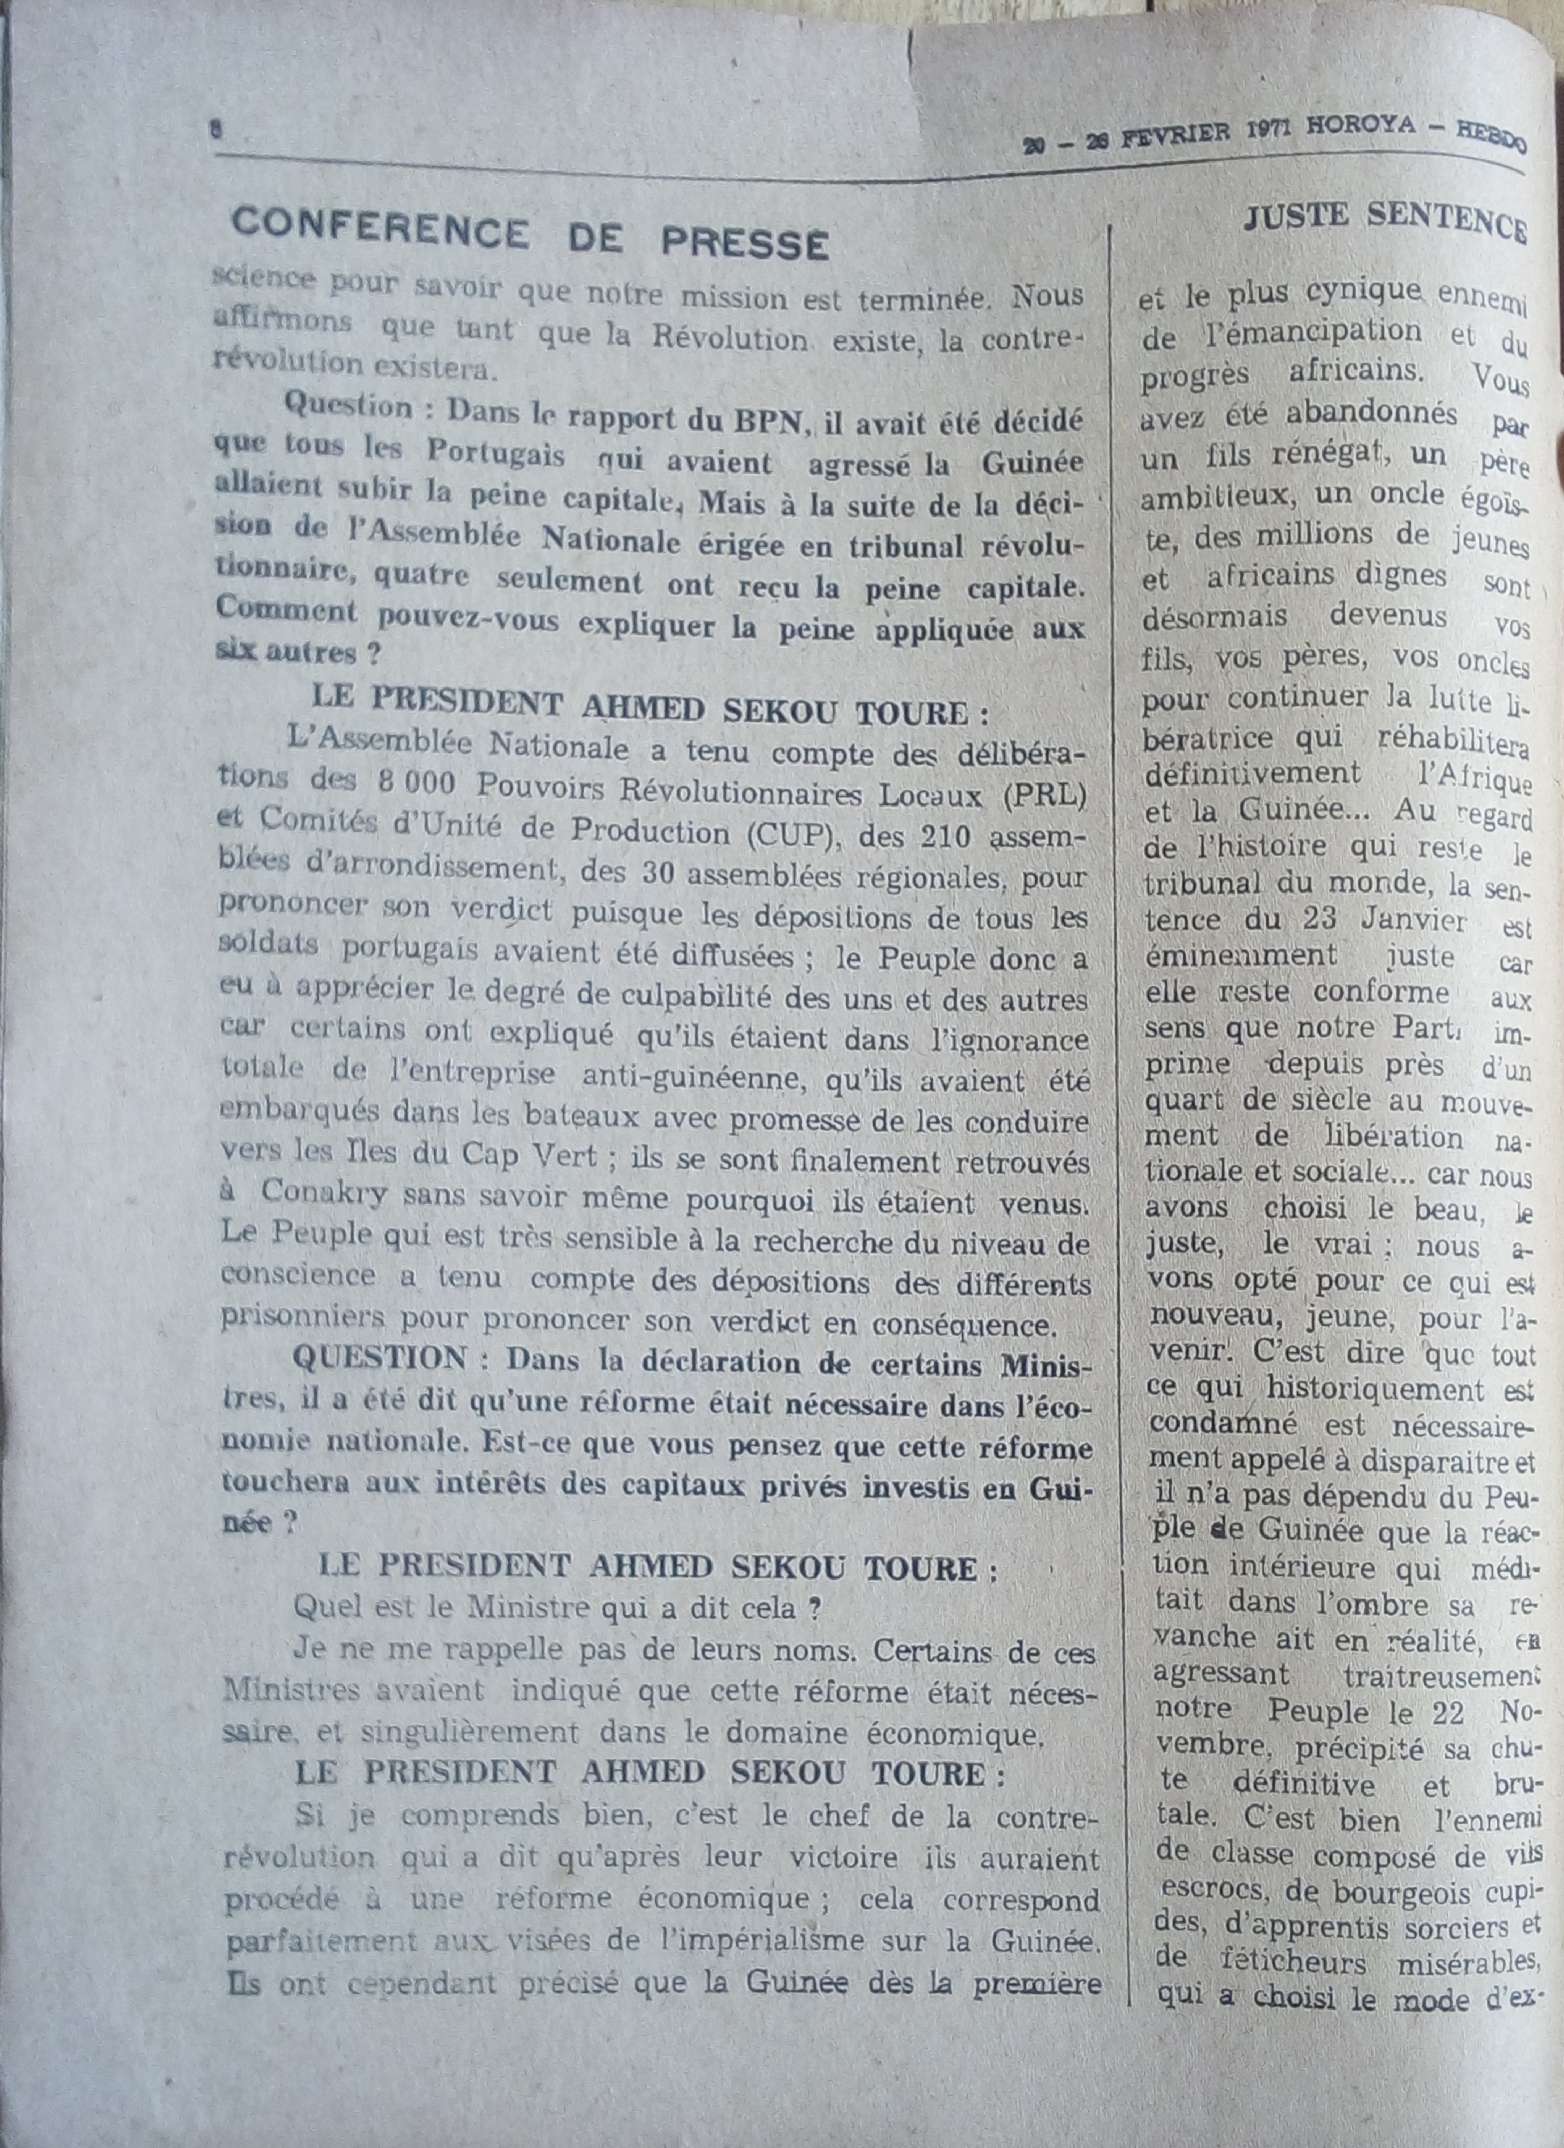 8
20 — 26 FEVRIER 1971 HOROYA — HEBDO
CONFERENCE DE PRESSE
science pour savoir que notre mission est terminée. Nous
affirmons que tant que la Révolution existe, la contre-
révolution existera.
Question : Dans le rapport du BPN, il avait été décidé
que tous les Portugais qui avaient agressé la Guinée
allaient subir la peine capitale. Mais à la suite de la déci-
sion de l'Assemblée Nationale érigée en tribunal révolu-
tionnaire, quatre seulement ont reçu la peine capitale.
Comment pouvez-vous expliquer la peine appliquée aux
six autres ?
LE PRESIDENT AHMED SEKOU TOURE :
L'Assemblée Nationale a tenu compte des délibéra-
tions des 8 000 Pouvoirs Révolutionnaires Locaux (PRL)
et Comités d'Unité de Production (CUP), des 210 assem-
blées d'arrondissement, des 30 assemblées régionales, pour
prononcer son verdict puisque les dépositions de tous les
soldats portugais avaient été diffusées ; le Peuple donc a
eu à apprécier le degré de culpabilité des uns et des autres
car certains ont expliqué qu'ils étaient dans l'ignorance
totale de l'entreprise anti-guinéenne, qu'ils avaient été
embarqués dans les bateaux avec promesse de les conduire
vers les Iles du Cap Vert ; ils se sont finalement retrouvés
à Conakry sans savoir même pourquoi ils étaient venus.
Le Peuple qui est très sensible à la recherche du niveau de
conscience a tenu compte des dépositions des différents
prisonniers pour prononcer son verdict en conséquence.
QUESTION : Dans la déclaration de certains Minis-
tres, il a été dit qu'une réforme était nécessaire dans l'éco-
nomie nationale. Est-ce que vous pensez que cette réforme
touchera aux intérêts des capitaux privés investis en Gui-
née ?
LE PRESIDENT AHMED SEKOU TOURE :
Quel est le Ministre qui a dit cela ?
Je ne me rappelle pas de leurs noms. Certains de ces
Ministres avaient indiqué que cette réforme était néces-
saire, et singulièrement dans le domaine économique.
LE PRESIDENT AHMED SEKOU TOURE :
Si je comprends bien, c'est le chef de la contre-
révolution qui a dit qu'après leur victoire ils auraient
procédé à une réforme économique ; cela correspond
parfaitement aux visées de l'impérialisme sur la Guinée.
Ils ont cependant précisé que la Guinée dès la première
JUSTE SENTENCE
et le plus cynique ennemi
de l'émancipation et du
progrès africains. Vous
avez été abandonnés par
un fils rénégat, un père
ambitieux, un oncle égoïs-
te, des millions de jeunes
et africains dignes sont
désormais devenus vos
fils, vos pères, vos oncles
pour continuer la lutte li-
bératrice qui réhabilitera
définitivement l'Afrique
et la Guinée... Au regard
de l'histoire qui reste le
tribunal du monde, la sen-
tence du 23 Janvier est
éminemment juste car
elle reste conforme aux
sens que notre Parti im-
prime depuis près d'un
quart de siècle au mouve-
ment de libération na-
tionale et sociale... car nous
avons choisi le beau, le
juste, le vrai ; nous a-
vons opté pour ce qui est
nouveau, jeune, pour l'a-
venir. C'est dire que tout
ce qui historiquement est
condamné est nécessaire-
ment appelé à disparaitre et
il n'a pas dépendu du Peu-
ple de Guinée que la réac-
tion intérieure qui médi-
tait dans l'ombre sa re-
vanche ait en réalité, en
agressant traitreusement
notre Peuple le 22 No-
vembre, précipité sa chu-
te définitive et bru-
tale. C'est bien l'ennemi
de classe composé de vils
escrocs, de bourgeois cupi-
des, d'apprentis sorciers et
de féticheurs misérables,
qui a choisi le mode d'ex-